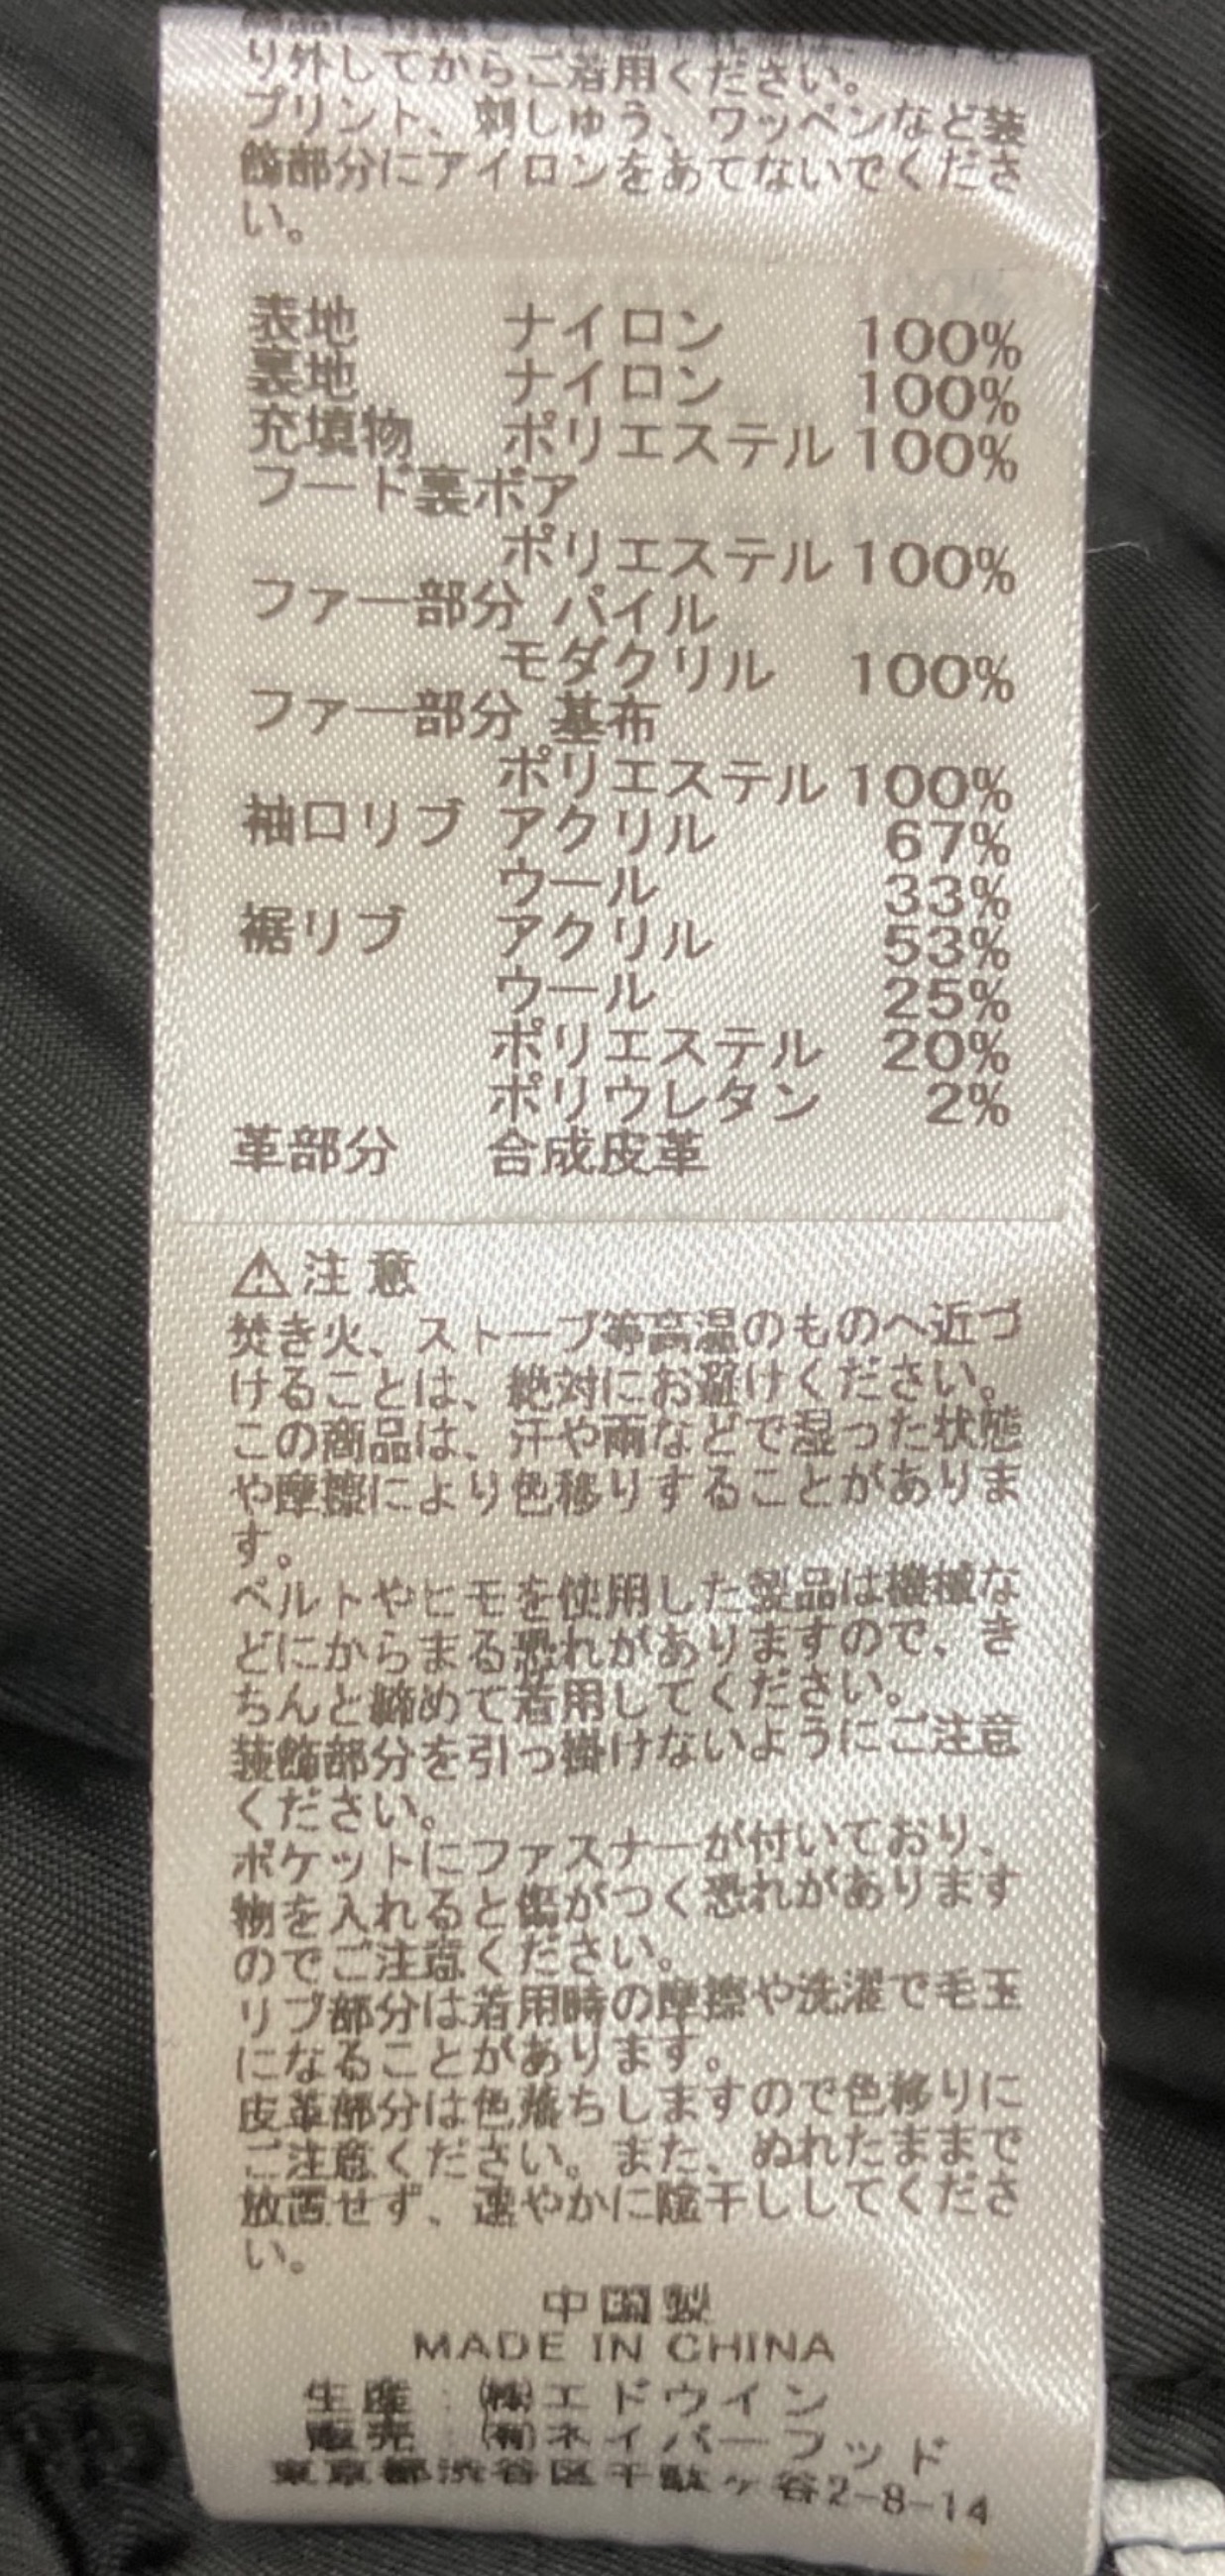 り外してからご着用ください。
プリント、刺しゅう、ワッペンなど装
飾部分にアイロンをあてないでくださ
い。
表地 ナイロン 100%
裏地 ナイロン 100%
充填物 ポリエステル 100%
フード裏ボア
ポリエステル 100%
ファー部分 パイル
モダクリル 100%
ファー部分 基布
ポリエステル 100%
袖口リブ アクリル 67%
ウール 33%
裾リブ アクリル 53%
ウール 25%
ポリエステル 20%
ポリウレタン 2%
革部分 合成皮革
⚠注意
焚き火、ストーブ等高温のものへ近づ
けることは、絶対にお避けください。
この商品は、汗や雨などで湿った状態
や摩擦により色移りすることがありま
す。
ベルトやヒモを使用した製品は機械な
どにからまる恐れがありますので、き
ちんと締めて着用してください。
装飾部分を引っ掛けないようにご注意
ください。
ポケットにファスナーが付いており、
物を入れると傷がつく恐れがあります
のでご注意ください。
リブ部分は着用時の摩擦や洗濯で毛玉
になることがあります。
皮革部分は色落ちしますので色移りに
ご注意ください。また、ぬれたままで
放置せず、速やかに陰干ししてくださ
い。
中国製
MADE IN CHINA
生産:㈱エドウイン
販売:㈲ネイバーフッド
東京都渋谷区千駄ヶ谷2-8-14